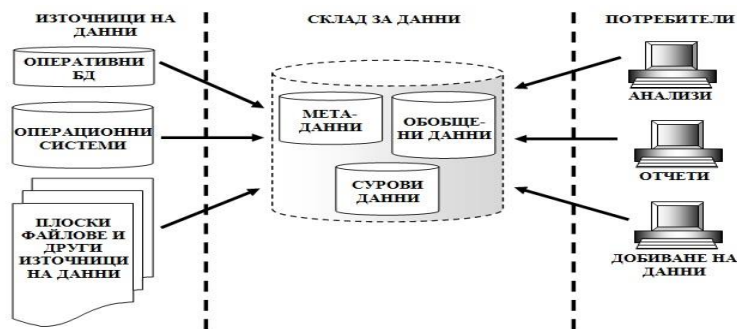 ИЗТОЧНИЦИ НА
ДАННИ
ОПЕРАТИВНИ
БД
ОПЕРАЦИОННИ
СИСТЕМИ
ПЛОСКИ
ФАЙЛОВЕ И
ДРУГИ
ИЗТОЧНИЦИ
НА ДАННИ
СКЛАД ЗА ДАННИ
МЕТА-
ДАННИ
ОБОБЩЕ-
НИ ДАННИ
СУРОВИ
ДАННИ
ПОТРЕБИТЕЛИ
АНАЛИЗИ
ОТЧЕТИ
ДОБИВАНЕ НА
ДАННИ